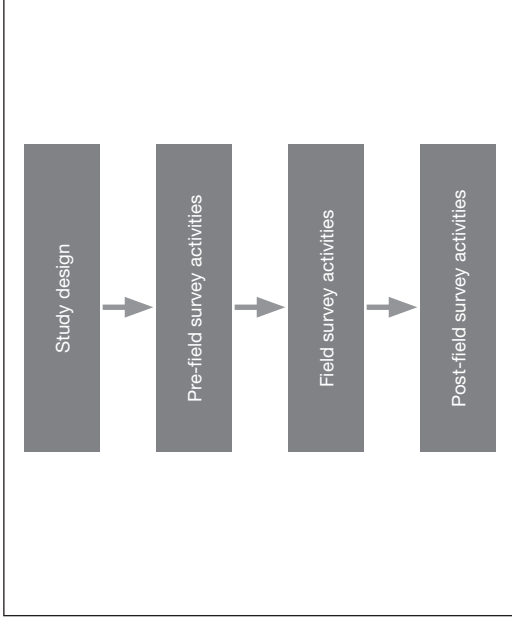 Study design
Pre-field survey activities
Field survey activities
Post-field survey activities